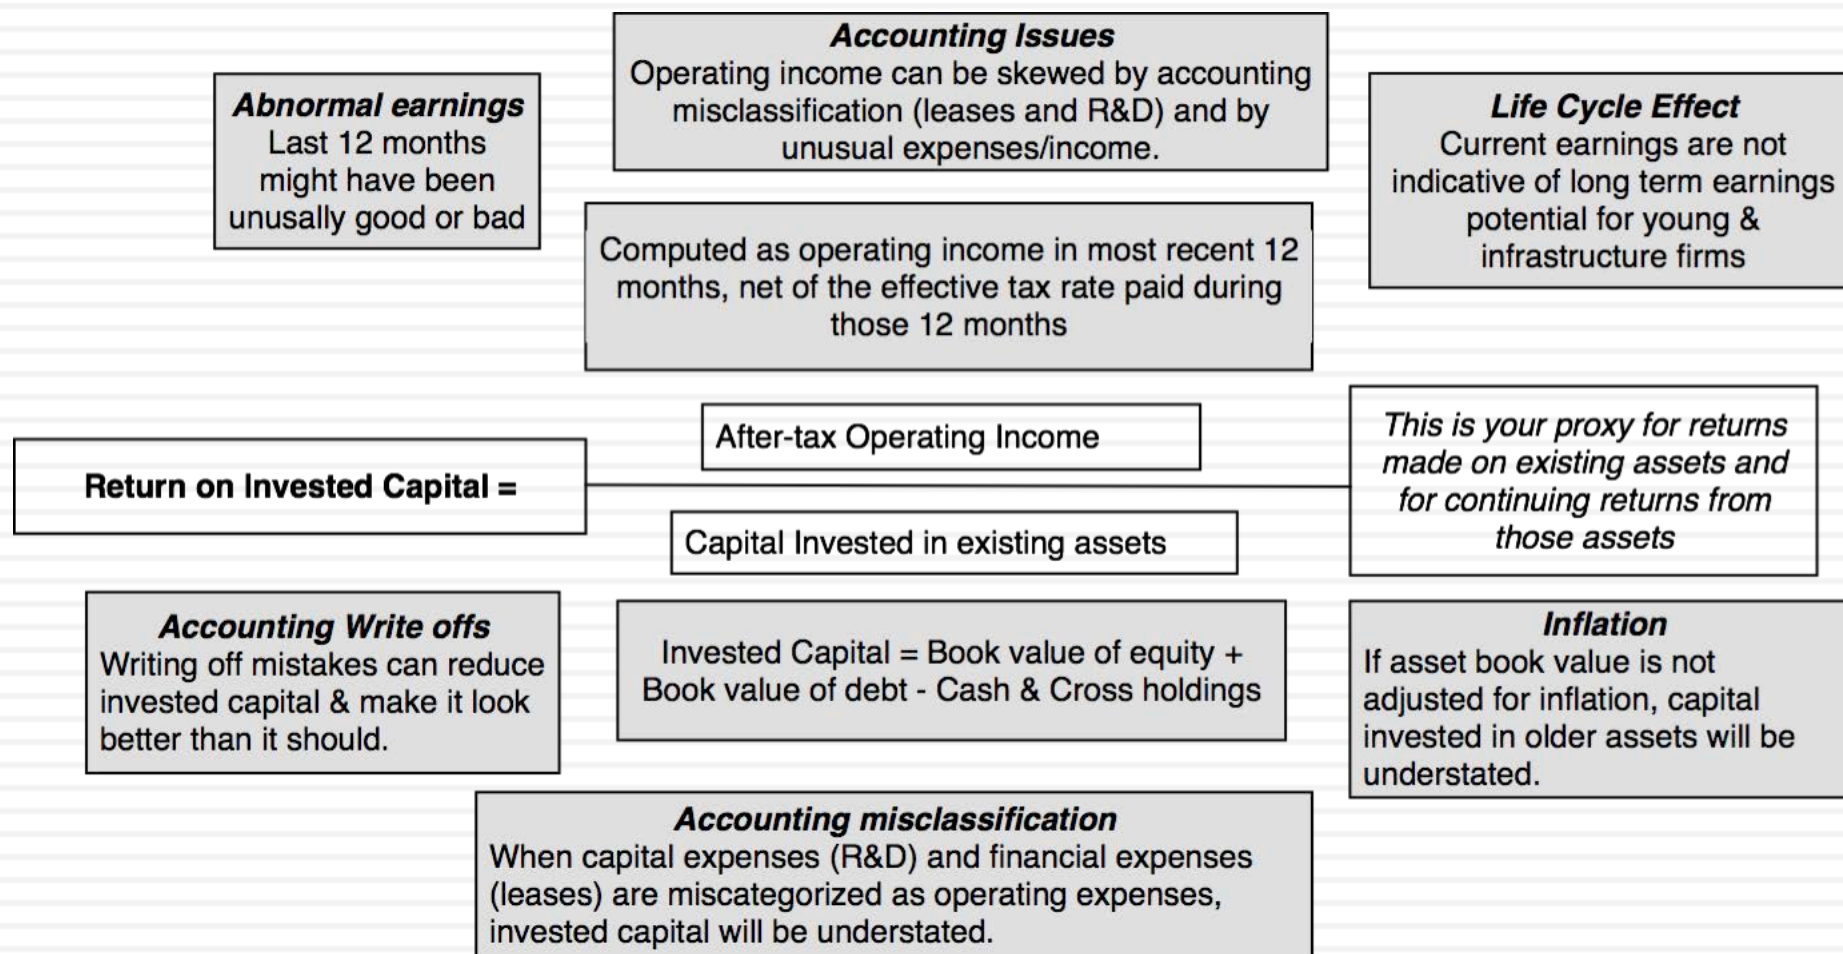 Accounting Issues
Operating income can be skewed by accounting
misclassification (leases and R&D) and by
unusual expenses/income.
Abnormal earnings
Last 12 months
might have been
unusally good or bad
Life Cycle Effect
Current earnings are not
indicative of long term earnings
potential for young &
infrastructure firms
Computed as operating income in most recent 12
months, net of the effective tax rate paid during
those 12 months
Return on Invested Capital =
After-tax Operating Income
Capital Invested in existing assets
This is your proxy for returns
made on existing assets and
for continuing returns from
those assets
Accounting Write offs
Writing off mistakes can reduce
invested capital & make it look
better than it should.
Invested Capital = Book value of equity +
Book value of debt - Cash & Cross holdings
Inflation
If asset book value is not
adjusted for inflation, capital
invested in older assets will be
understated.
Accounting misclassification
When capital expenses (R&D) and financial expenses
(leases) are miscategorized as operating expenses,
invested capital will be understated.